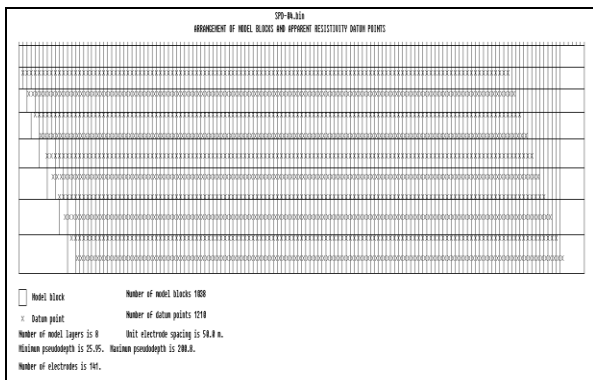 SPD-04.bin
ARRANGEMENT OF MODEL BLOCKS AND APPARENT RESISTIVITY DATUM POINTS
Model block
Number of model blocks 1038
x Datum point
Number of datum points 1210
Number of model layers is 8
Unit electrode spacing is 50.0 m.
Minimum pseudodepth is 25.95.
Maximum pseudodepth is 200.0.
Number of electrodes is 141.